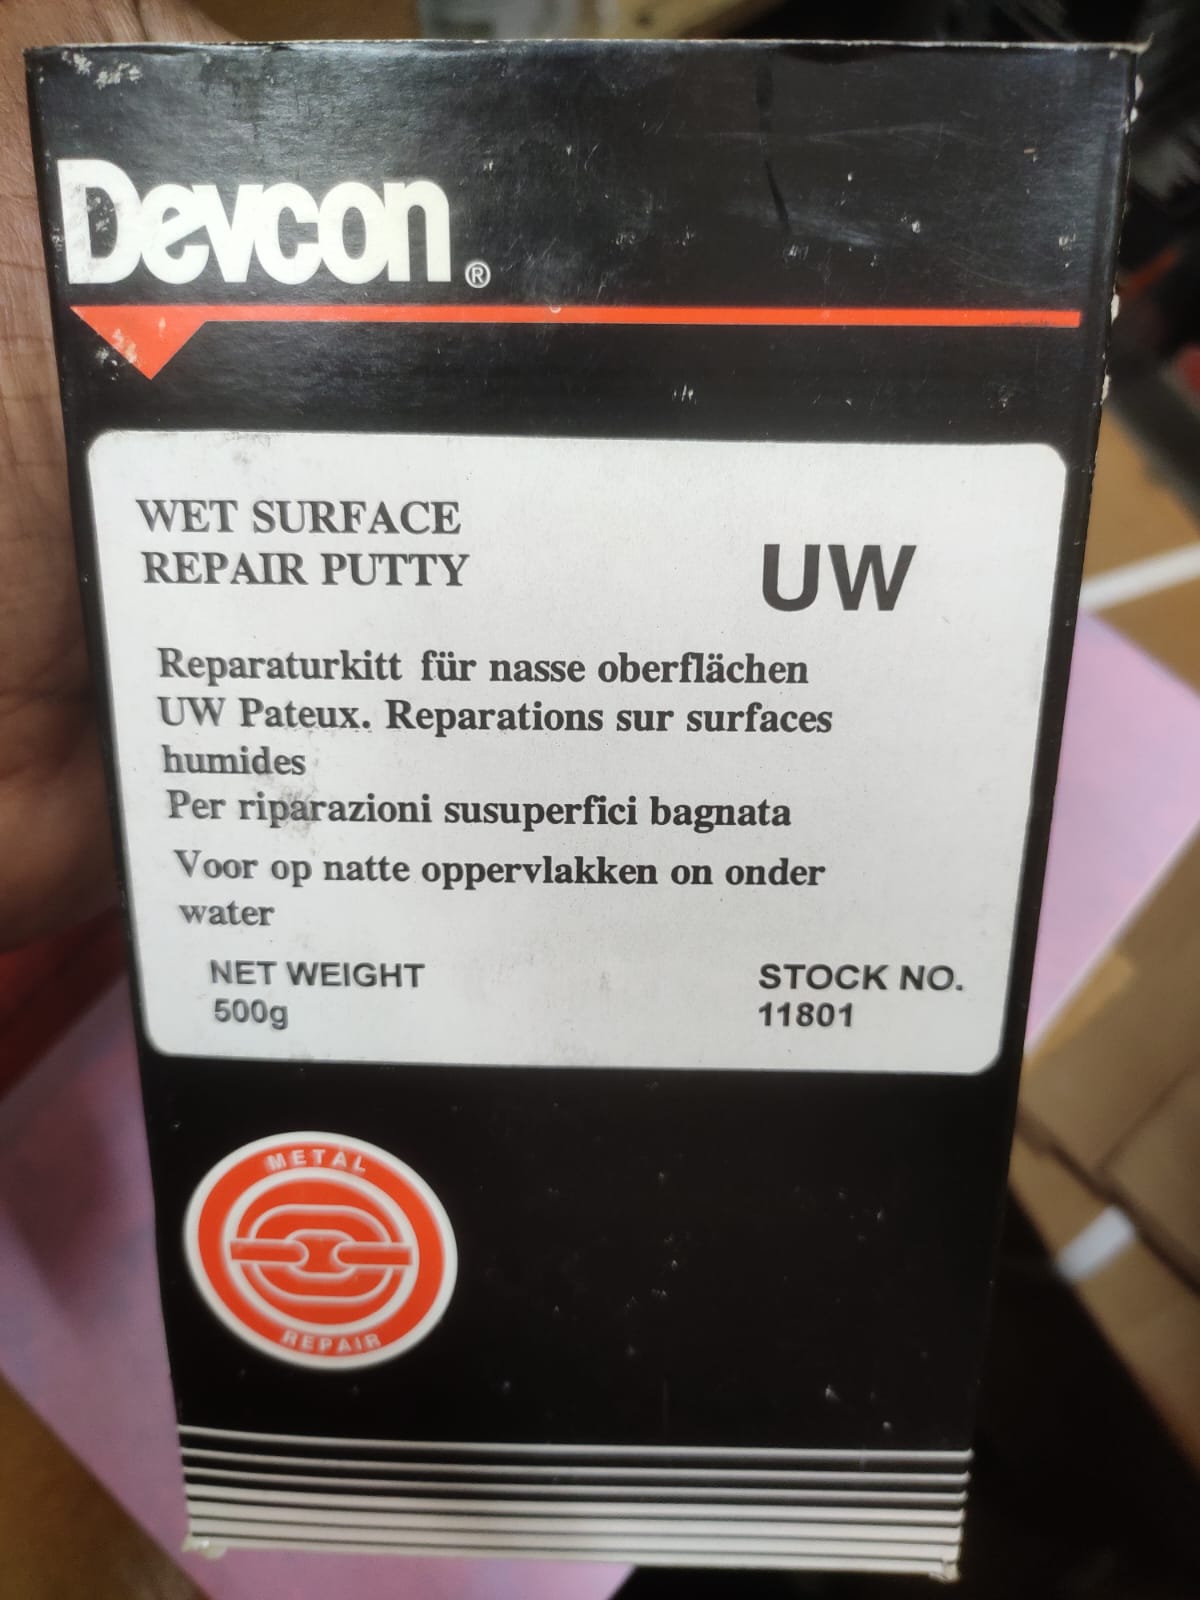 Devcon®
WET SURFACE
REPAIR PUTTY
UW
Reparaturkitt für nasse oberflächen
UW Pateux. Reparations sur surfaces
humides
Per riparazioni susuperfici bagnata
Voor op natte oppervlakken on onder
water
NET WEIGHT
500g
STOCK NO.
11801
METAL
REPAIR